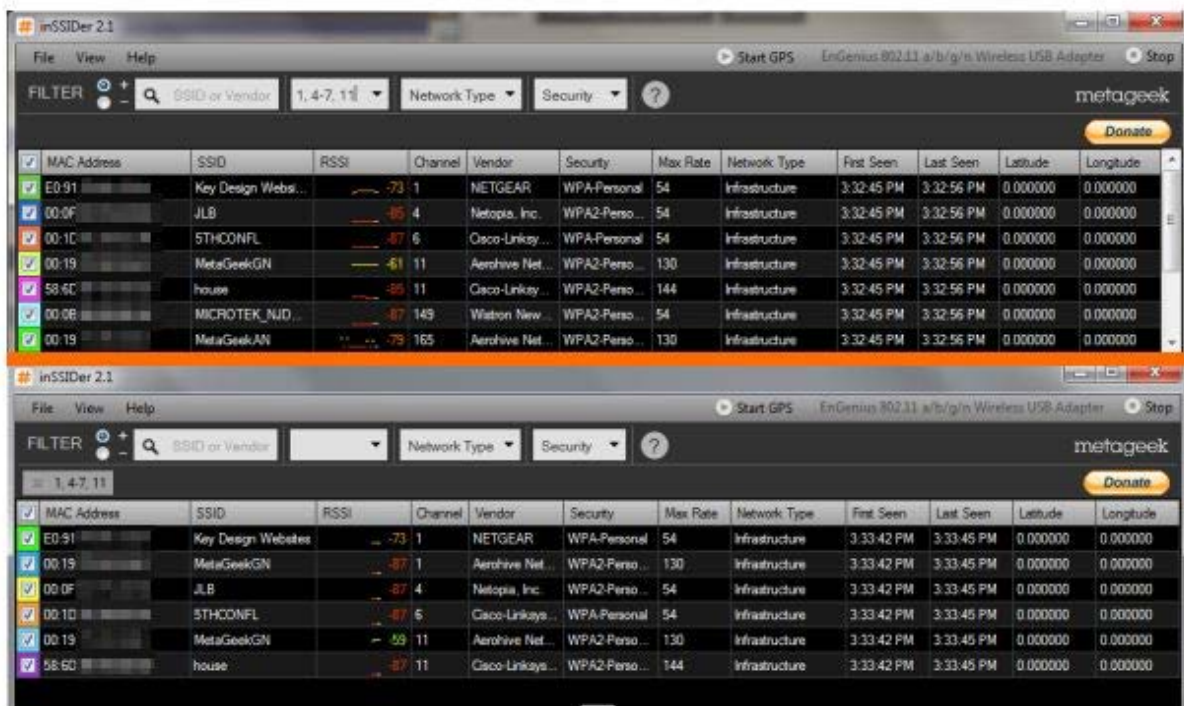 inSSIDer 2.1
File View Help Start GPS EnGenius 802.11 a/b/g/n Wireless USB Adapter Stop
FILTER + - SSID or Vendor 1, 4-7, 11 Network Type Security ? metageek
Donate
MAC Address SSID RSSI Channel Vendor Security Max Rate Network Type First Seen Last Seen Latitude Longitude
E0:91 Key Design Websi... -73 1 NETGEAR WPA-Personal 54 Infrastructure 3:32:45 PM 3:32:56 PM 0.000000 0.000000
00:0F JLB -85 4 Netopia, Inc. WPA2-Perso... 54 Infrastructure 3:32:45 PM 3:32:56 PM 0.000000 0.000000
00:1D 5THCONFL -87 6 Cisco-Linksy... WPA-Personal 54 Infrastructure 3:32:45 PM 3:32:56 PM 0.000000 0.000000
00:19 MetaGeekGN -61 11 Aerohive Net... WPA2-Perso... 130 Infrastructure 3:32:45 PM 3:32:56 PM 0.000000 0.000000
58:6D house -85 11 Cisco-Linksy... WPA2-Perso... 144 Infrastructure 3:32:45 PM 3:32:56 PM 0.000000 0.000000
00:0B MICROTEK_NJD... -87 149 Wistron New... WPA2-Perso... 54 Infrastructure 3:32:45 PM 3:32:56 PM 0.000000 0.000000
00:19 MetaGeekAN -79 165 Aerohive Net... WPA2-Perso... 130 Infrastructure 3:32:45 PM 3:32:56 PM 0.000000 0.000000
inSSIDer 2.1
File View Help Start GPS EnGenius 802.11 a/b/g/n Wireless USB Adapter Stop
FILTER + - SSID or Vendor Network Type Security ? metageek
= 1, 4-7, 11 Donate
MAC Address SSID RSSI Channel Vendor Security Max Rate Network Type First Seen Last Seen Latitude Longitude
E0:91 Key Design Websites -73 1 NETGEAR WPA-Personal 54 Infrastructure 3:33:42 PM 3:33:45 PM 0.000000 0.000000
00:19 MetaGeekGN -87 1 Aerohive Net... WPA2-Perso... 130 Infrastructure 3:33:42 PM 3:33:45 PM 0.000000 0.000000
00:0F JLB -87 4 Netopia, Inc. WPA2-Perso... 54 Infrastructure 3:33:42 PM 3:33:45 PM 0.000000 0.000000
00:1D 5THCONFL -87 6 Cisco-Linksys... WPA-Personal 54 Infrastructure 3:33:42 PM 3:33:45 PM 0.000000 0.000000
00:19 MetaGeekGN -59 11 Aerohive Net... WPA2-Perso... 130 Infrastructure 3:33:42 PM 3:33:45 PM 0.000000 0.000000
58:6D house -87 11 Cisco-Linksys... WPA2-Perso... 144 Infrastructure 3:33:42 PM 3:33:45 PM 0.000000 0.000000